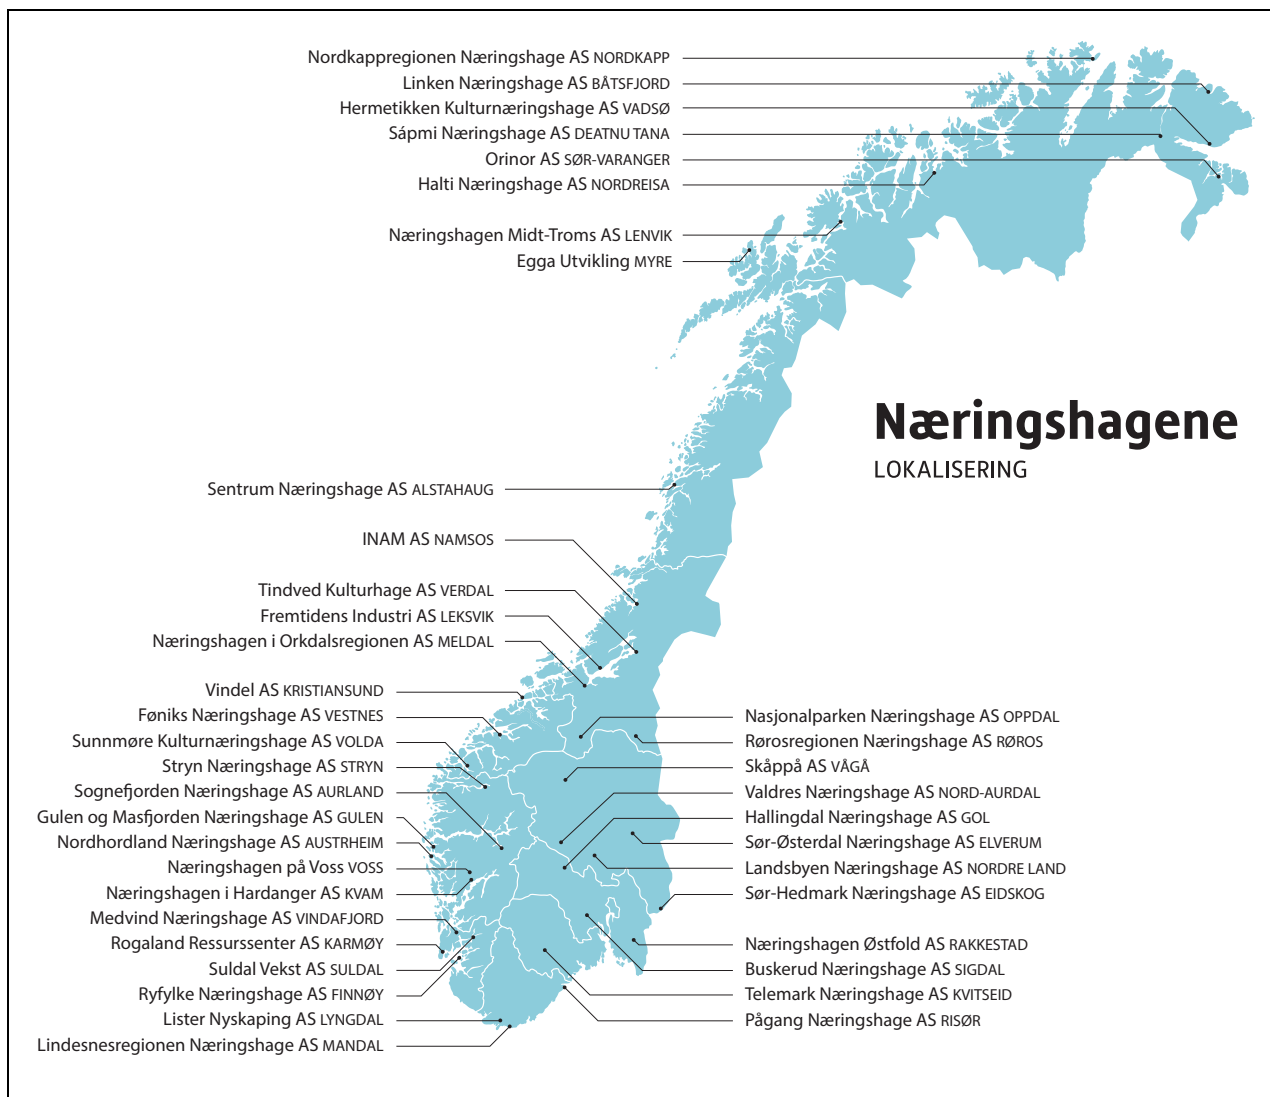 Nordkappregionen Næringshage AS NORDKAPP
Linken Næringshage AS BÅTSFJORD
Hermetikken Kulturnæringshage AS VADSØ
Sápmi Næringshage AS DEATNU TANA
Orinor AS SØR-VARANGER
Halti Næringshage AS NORDREISA
Næringshagen Midt-Troms AS LENVIK
Egga Utvikling MYRE
Næringshagene
LOKALISERING
Sentrum Næringshage AS ALSTAHAUG
INAM AS NAMSOS
Tindved Kulturhage AS VERDAL
Fremtidens Industri AS LEKSVIK
Næringshagen i Orkdalsregionen AS MELDAL
Vindel AS KRISTIANSUND
Føniks Næringshage AS VESTNES
Sunnmøre Kulturnæringshage AS VOLDA
Stryn Næringshage AS STRYN
Sognefjorden Næringshage AS AURLAND
Gulen og Masfjorden Næringshage AS GULEN
Nordhordland Næringshage AS AUSTRHEIM
Næringshagen på Voss VOSS
Næringshagen i Hardanger AS KVAM
Medvind Næringshage AS VINDAFJORD
Rogaland Ressurssenter AS KARMØY
Suldal Vekst AS SULDAL
Ryfylke Næringshage AS FINNØY
Lister Nyskaping AS LYNGDAL
Lindesnesregionen Næringshage AS MANDAL
Nasjonalparken Næringshage AS OPPDAL
Rørosregionen Næringshage AS RØROS
Skåppå AS VÅGÅ
Valdres Næringshage AS NORD-AURDAL
Hallingdal Næringshage AS GOL
Sør-Østerdal Næringshage AS ELVERUM
Landsbyen Næringshage AS NORDRE LAND
Sør-Hedmark Næringshage AS EIDSKOG
Næringshagen Østfold AS RAKKESTAD
Buskerud Næringshage AS SIGDAL
Telemark Næringshage AS KVITSEID
Pågang Næringshage AS RISØR